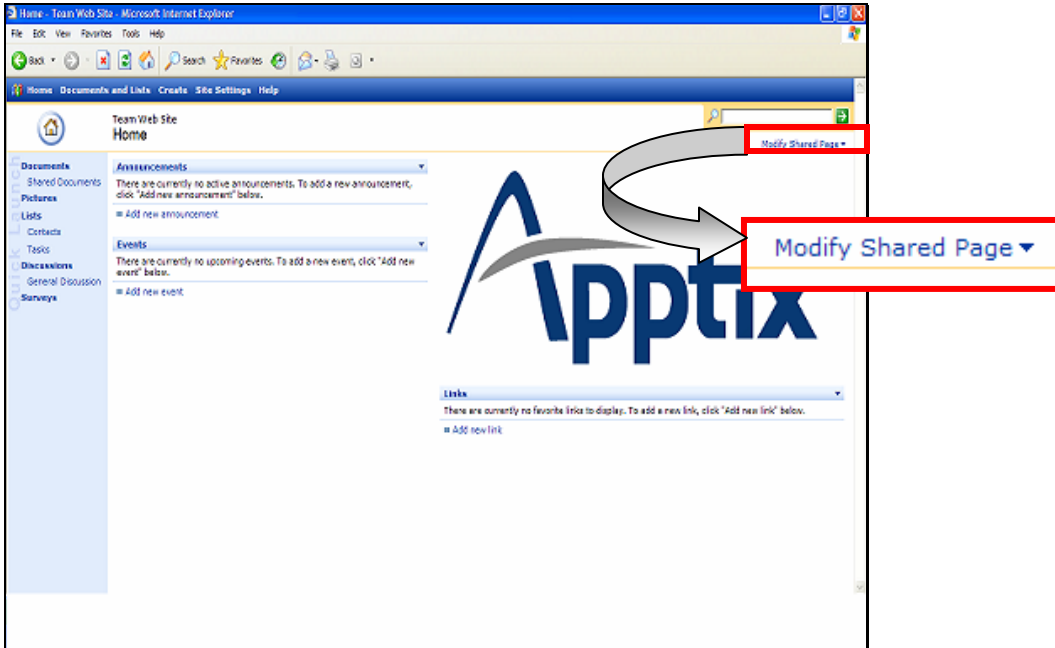 Home - Team Web Site - Microsoft Internet Explorer
File Edit View Favorites Tools Help
Back Search Favorites
Home Documents and Lists Create Site Settings Help
Team Web Site
Home
Modify Shared Page
Documents
Shared Documents
Pictures
Lists
Contacts
Tasks
Discussions
General Discussion
Surveys
Announcements
There are currently no active announcements. To add a new announcement,
click "Add new announcement" below.
Add new announcement
Events
There are currently no upcoming events. To add a new event, click "Add new
event" below.
Add new event
Modify Shared Page
Apptix
Links
There are currently no favorite links to display. To add a new link, click "Add new link" below.
Add new link